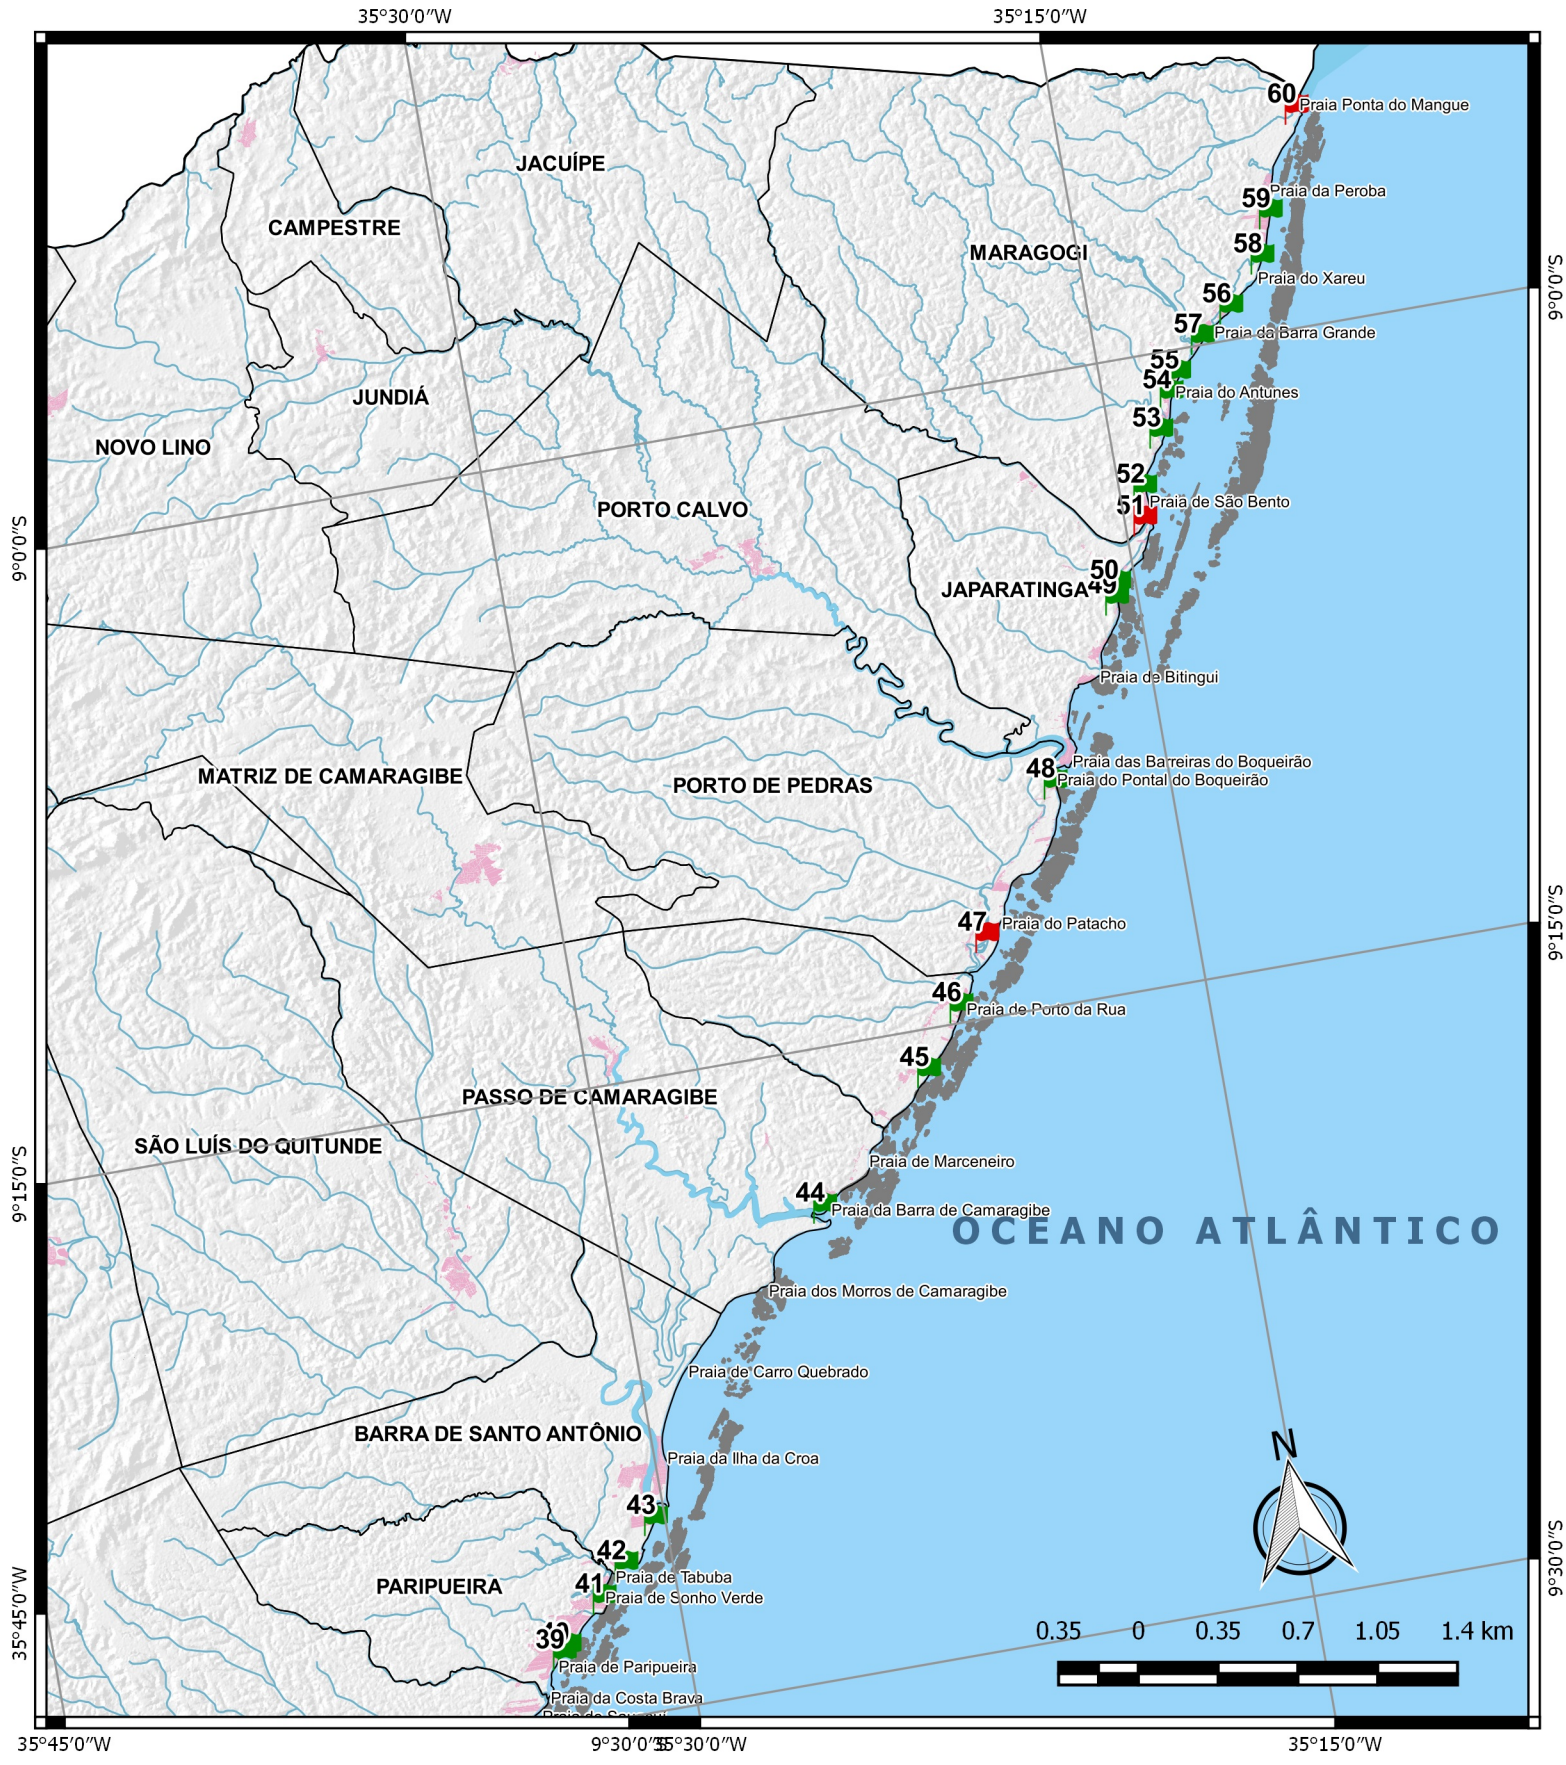 35°30′0″W
35°15′0″W
60
Praia Ponta do Mangue
JACUÍPE
Praia da Peroba
59
CAMPESTRE
58
MARAGOGI
Praia do Xareu
9°0′0″S
56
57
Praia da Barra Grande
55
54
Praia do Antunes
JUNDIÁ
53
NOVO LINO
52
51
Praia de São Bento
PORTO CALVO
9°0′0″S
50
JAPARATINGA
49
Praia de Bitingui
Praia das Barreiras do Boqueirão
48
Praia do Pontal do Boqueirão
MATRIZ DE CAMARAGIBE
PORTO DE PEDRAS
47
Praia do Patacho
9°15′0″S
46
Praia de Porto da Rua
45
PASSO DE CAMARAGIBE
SÃO LUÍS DO QUITUNDE
Praia de Marceneiro
9°15′0″S
44
Praia da Barra de Camaragibe
OCEANO ATLÂNTICO
Praia dos Morros de Camaragibe
Praia de Carro Quebrado
BARRA DE SANTO ANTÔNIO
Praia da Ilha da Croa
N
43
42
Praia de Tabuba
9°30′0″S
41
PARIPUEIRA
Praia de Sonho Verde
35°45′0″W
39
0.35 0 0.35 0.7 1.05 1.4 km
Praia de Paripueira
Praia da Costa Brava
35°45′0″W
9°30′0″S
35°30′0″W
35°15′0″W